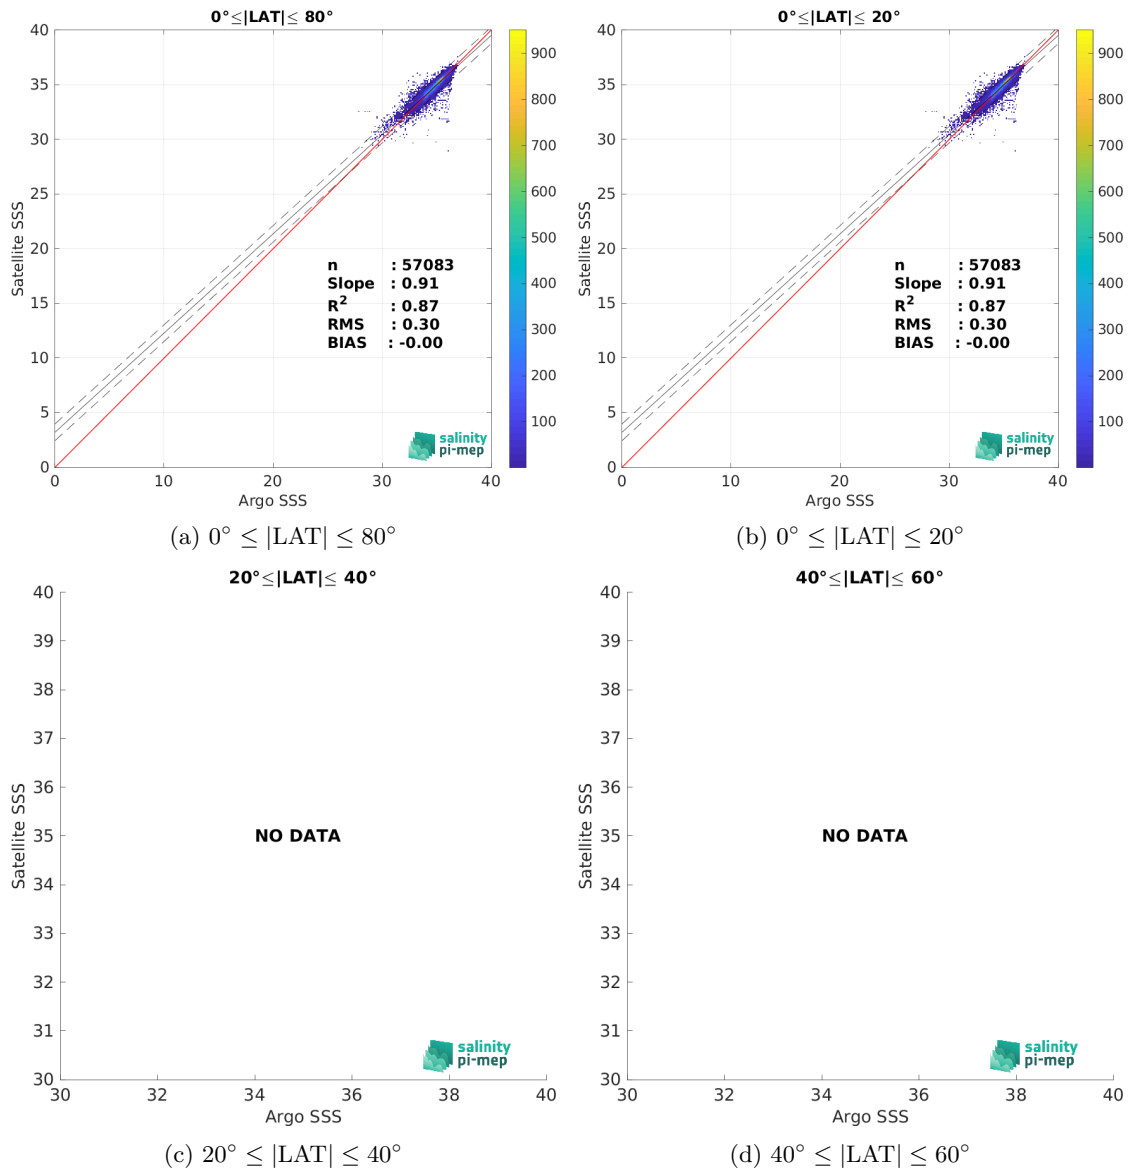 0°≤|LAT|≤ 80°
40
35
30
25
20
15
10
5
0
Satellite SSS
n : 57083
Slope : 0.91
R² : 0.87
RMS : 0.30
BIAS : -0.00
salinity
pi-mep
0 10 20 30 40
Argo SSS
900
800
700
600
500
400
300
200
100
(a) 0° ≤ |LAT| ≤ 80°
0°≤|LAT|≤ 20°
40
35
30
25
20
15
10
5
0
Satellite SSS
n : 57083
Slope : 0.91
R² : 0.87
RMS : 0.30
BIAS : -0.00
salinity
pi-mep
0 10 20 30 40
Argo SSS
900
800
700
600
500
400
300
200
100
(b) 0° ≤ |LAT| ≤ 20°
20°≤|LAT|≤ 40°
40
39
38
37
36
35
34
33
32
31
30
Satellite SSS
NO DATA
salinity
pi-mep
30 32 34 36 38 40
Argo SSS
(c) 20° ≤ |LAT| ≤ 40°
40°≤|LAT|≤ 60°
40
39
38
37
36
35
34
33
32
31
30
Satellite SSS
NO DATA
salinity
pi-mep
30 32 34 36 38 40
Argo SSS
(d) 40° ≤ |LAT| ≤ 60°